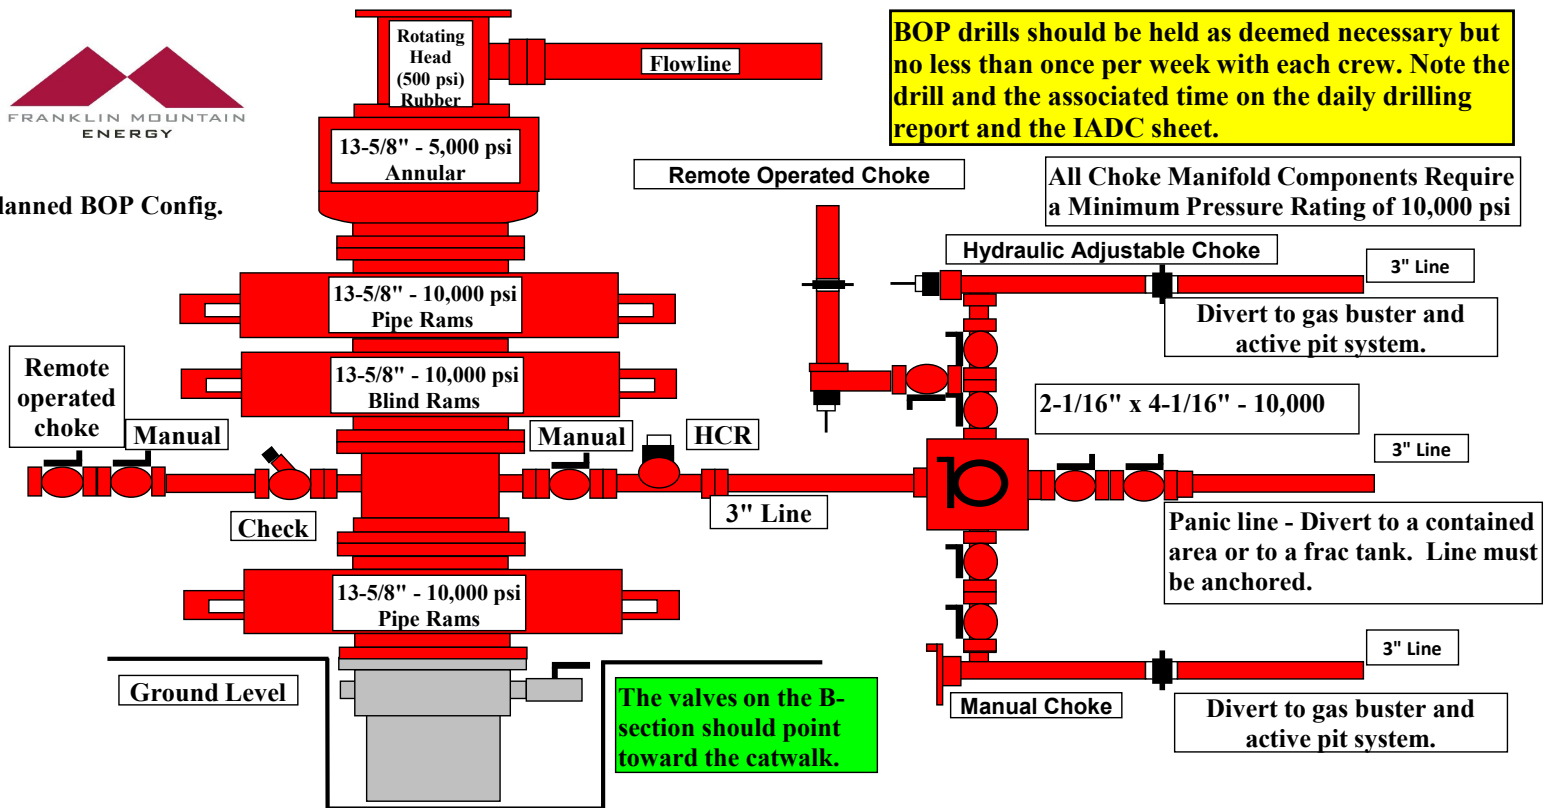 FRANKLIN MOUNTAIN
ENERGY
lanned BOP Config.
Rotating
Head
(500 psi)
Rubber
Flowline
BOP drills should be held as deemed necessary but
no less than once per week with each crew. Note the
drill and the associated time on the daily drilling
report and the IADC sheet.
13-5/8" - 5,000 psi
Annular
Remote Operated Choke
All Choke Manifold Components Require
a Minimum Pressure Rating of 10,000 psi
Hydraulic Adjustable Choke
3" Line
13-5/8" - 10,000 psi
Pipe Rams
Divert to gas buster and
active pit system.
Remote
operated
choke
13-5/8" - 10,000 psi
Blind Rams
2-1/16" x 4-1/16" - 10,000
Manual
Manual
HCR
3" Line
Check
3" Line
Panic line - Divert to a contained
area or to a frac tank. Line must
be anchored.
13-5/8" - 10,000 psi
Pipe Rams
3" Line
Ground Level
The valves on the B-
section should point
toward the catwalk.
Manual Choke
Divert to gas buster and
active pit system.